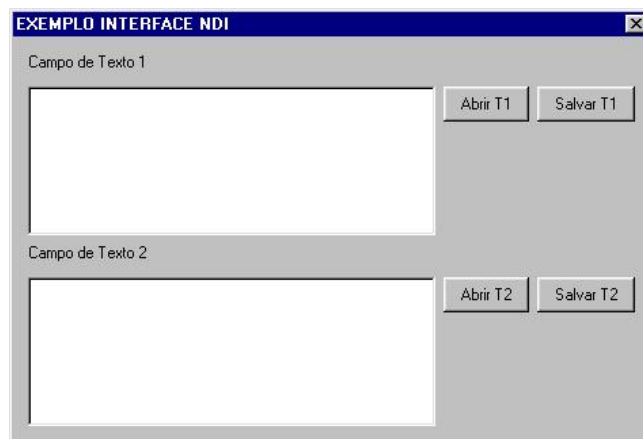 EXEMPLO INTERFACE NDI
Campo de Texto 1
Abrir T1 Salvar T1
Campo de Texto 2
Abrir T2 Salvar T2